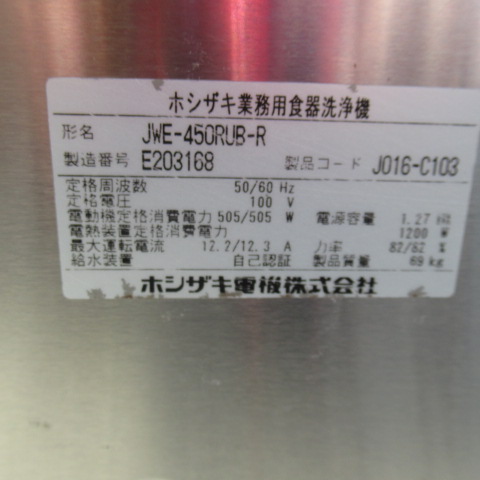 ホシザキ業務用食器洗浄機
形名 JWE-450RUB-R
製造番号 E203168 製品コード J016-C103
定格周波数 50/60 Hz
定格電圧 100 V
電動機定格消費電力 505/505 W 電源容量 1.27
電熱装置定格消費電力 1200 W
最大運転電流 12.2/12.3 A 力率 82/82 %
給水装置 自己認証 製品質量 69 kg
ホシザキ電機株式会社